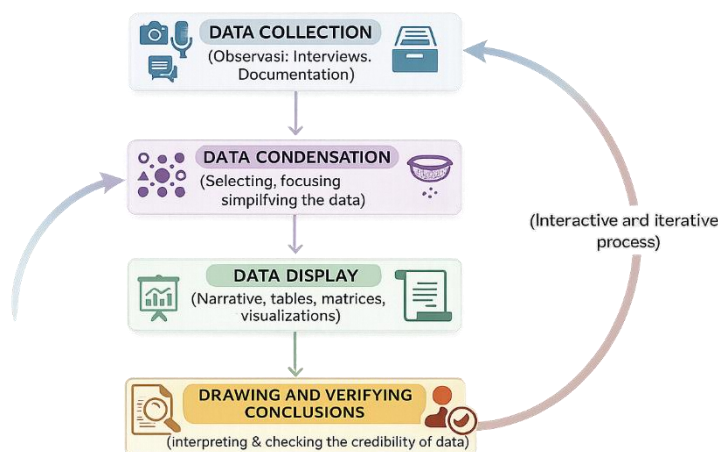 DATA COLLECTION
(Observasi: Interviews.
Documentation)
DATA CONDENSATION
(Selecting, focusing
simpilfving the data)
DATA DISPLAY
(Narrative, tables, matrices,
visualizations)
(Interactive and iterative
process)
DRAWING AND VERIFYING
CONCLUSIONS
(interpreting & checking the credibility of data)